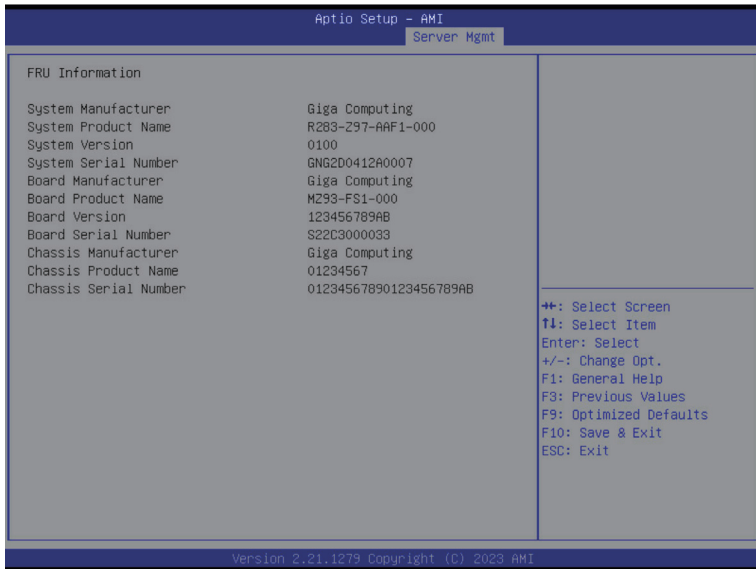 Aptio Setup – AMI
Server Mgmt
FRU Information
System Manufacturer Giga Computing
System Product Name R283-Z97-AAF1-000
System Version 0100
System Serial Number GNG2D0412A0007
Board Manufacturer Giga Computing
Board Product Name MZ93-FS1-000
Board Version 123456789AB
Board Serial Number S22C3000033
Chassis Manufacturer Giga Computing
Chassis Product Name 01234567
Chassis Serial Number 01234567890123456789AB
→←: Select Screen
↑↓: Select Item
Enter: Select
+/-: Change Opt.
F1: General Help
F3: Previous Values
F9: Optimized Defaults
F10: Save & Exit
ESC: Exit
Version 2.21.1279 Copyright (C) 2023 AMI